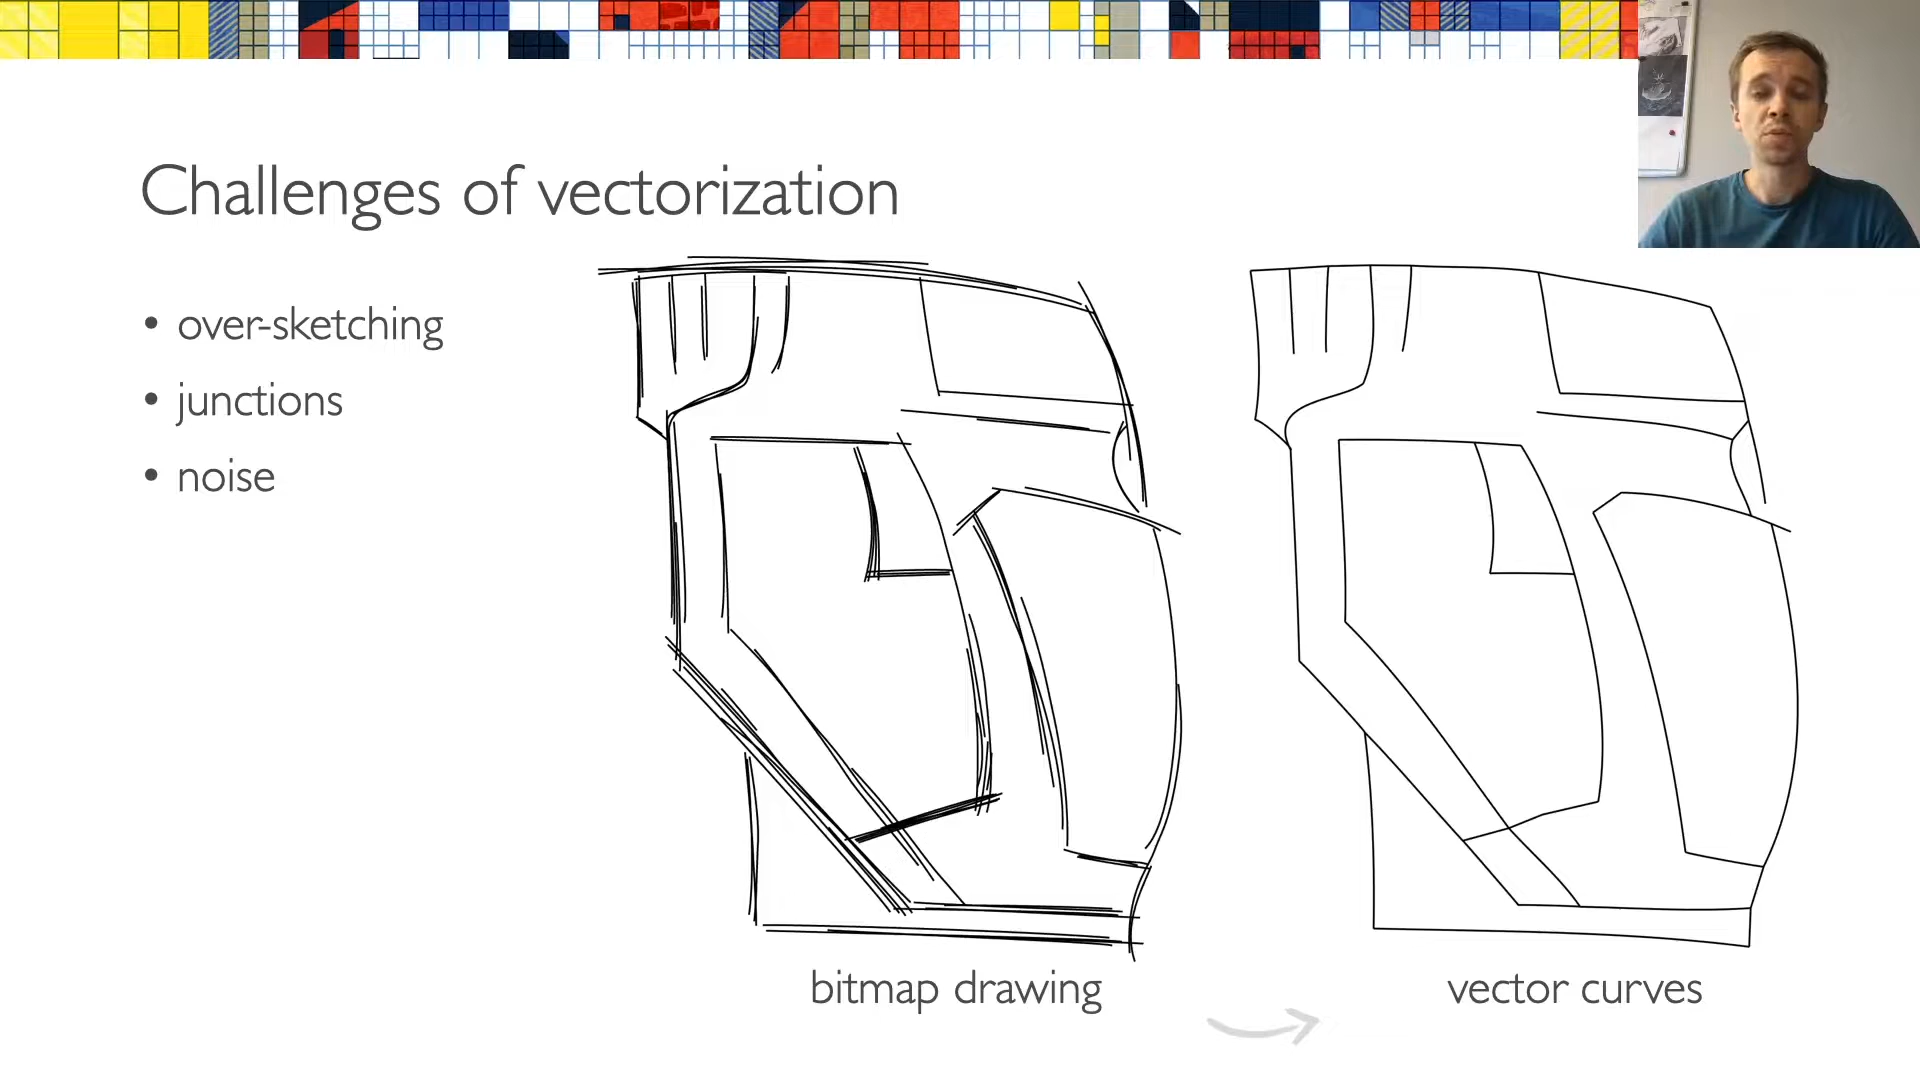 Challenges of vectorization
• over-sketching
• junctions
• noise
bitmap drawing
vector curves